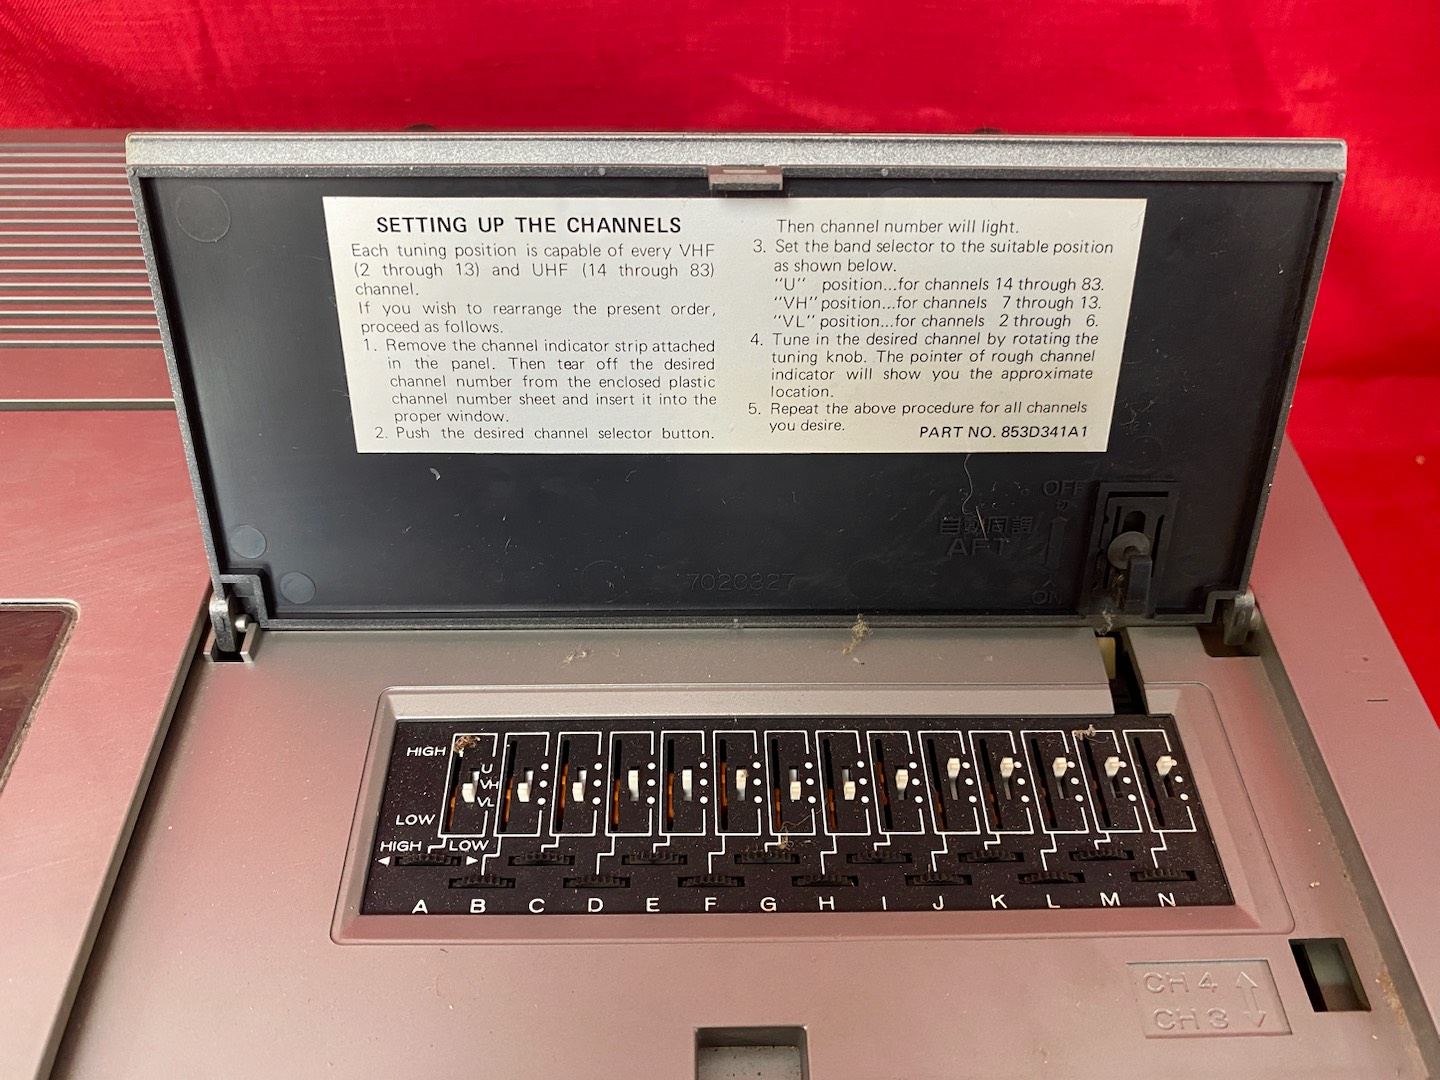 SETTING UP THE CHANNELS
Each tuning position is capable of every VHF
(2 through 13) and UHF (14 through 83)
channel.
If you wish to rearrange the present order,
proceed as follows.
1. Remove the channel indicator strip attached
in the panel. Then tear off the desired
channel number from the enclosed plastic
channel number sheet and insert it into the
proper window.
2. Push the desired channel selector button.
Then channel number will light.
3. Set the band selector to the suitable position
as shown below.
"U" position...for channels 14 through 83.
"VH" position...for channels 7 through 13.
"VL" position...for channels 2 through 6.
4. Tune in the desired channel by rotating the
tuning knob. The pointer of rough channel
indicator will show you the approximate
location.
5. Repeat the above procedure for all channels
you desire.
PART NO. 853D341A1
OFF
切
自動同調
AFT
ON
7020327
HIGH
U
VH
VL
LOW
HIGH LOW
A B C D E F G H I J K L M N
CH 4
CH 3